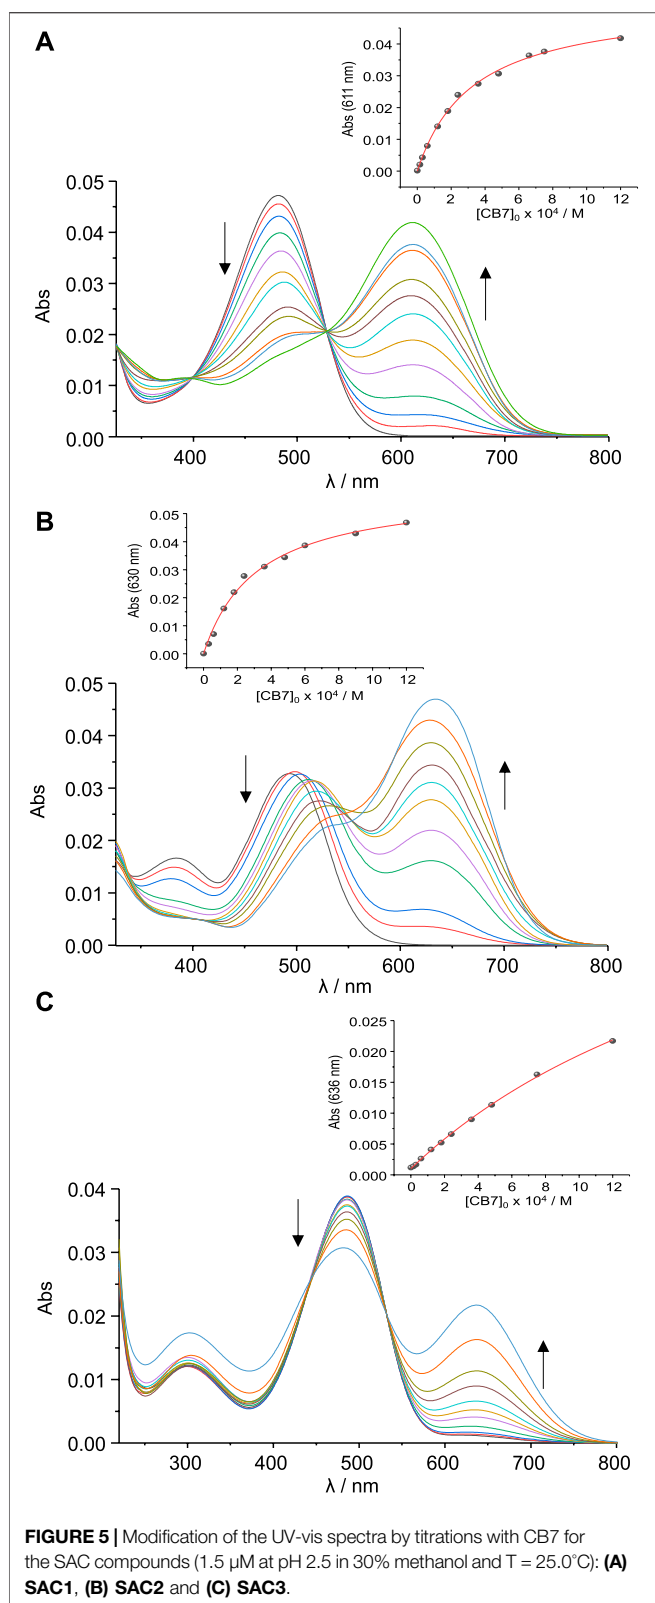 A
0.04
0.03
0.02
0.01
0.00
Abs (611 nm)
0 2 4 6 8 10 12
[CB7]₀ x 10⁴ / M
0.05
0.04
0.03
0.02
0.01
0.00
Abs
400 500 600 700 800
λ / nm
B
0.05
0.04
0.03
0.02
0.01
0.00
Abs (630 nm)
0 2 4 6 8 10 12
[CB7]₀ x 10⁴ / M
0.05
0.04
0.03
0.02
0.01
0.00
Abs
400 500 600 700 800
λ / nm
C
0.025
0.020
0.015
0.010
0.005
0.000
Abs (636 nm)
0 2 4 6 8 10 12
[CB7]₀ x 10⁴ / M
0.04
0.03
0.02
0.01
0.00
Abs
300 400 500 600 700 800
λ / nm
FIGURE 5 | Modification of the UV-vis spectra by titrations with CB7 for
the SAC compounds (1.5 µM at pH 2.5 in 30% methanol and T = 25.0°C): (A)
SAC1, (B) SAC2 and (C) SAC3.